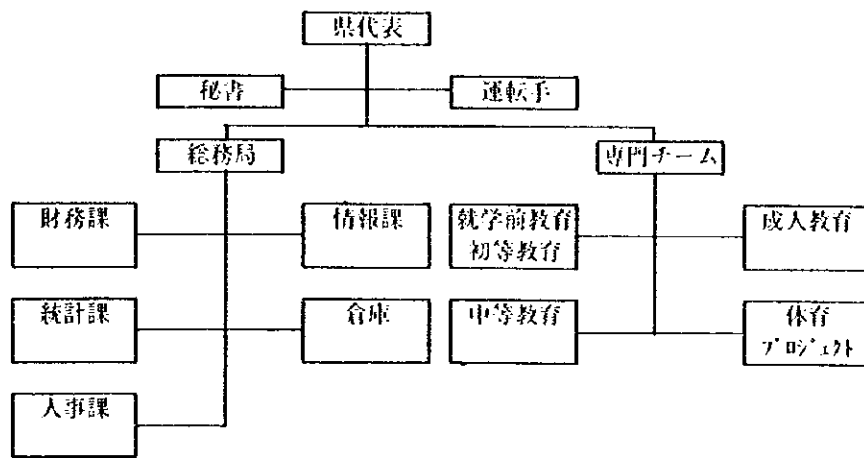 県代表
秘書
運転手
総務局
専門チーム
財務課
情報課
就学前教育
初等教育
成人教育
統計課
倉庫
中等教育
体育
プロジェクト
人事課